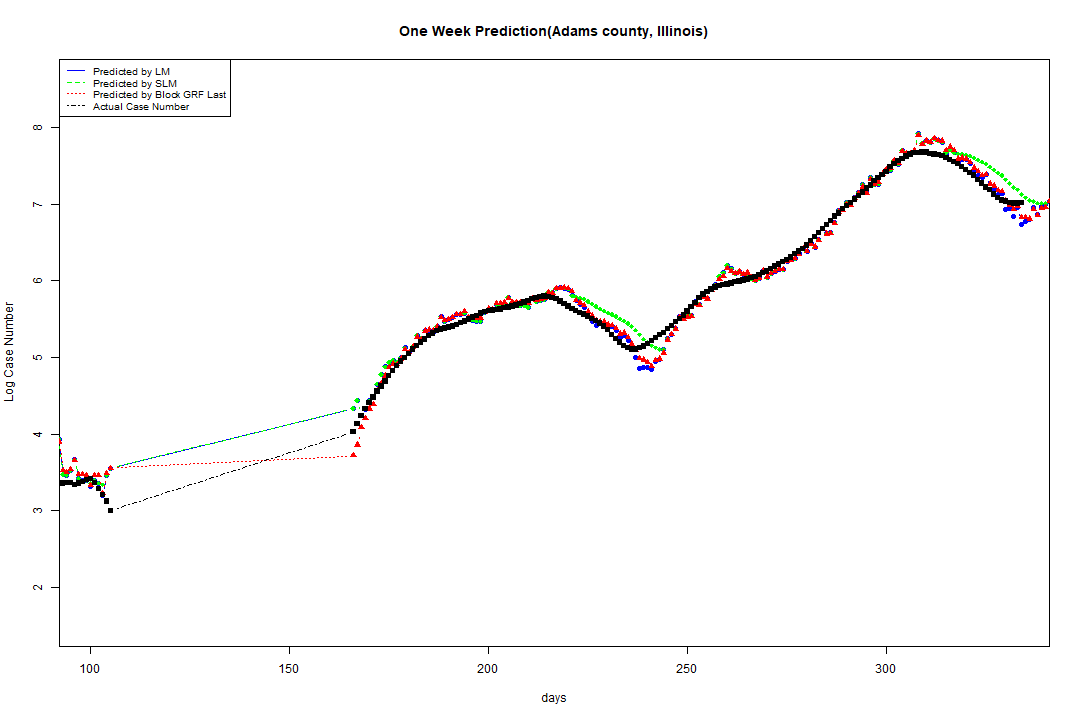 One Week Prediction(Adams county, Illinois)
Predicted by LM
Predicted by SLM
Predicted by Block GRF Last
Actual Case Number
Log Case Number
8
7
6
5
4
3
2
100 150 200 250 300
days